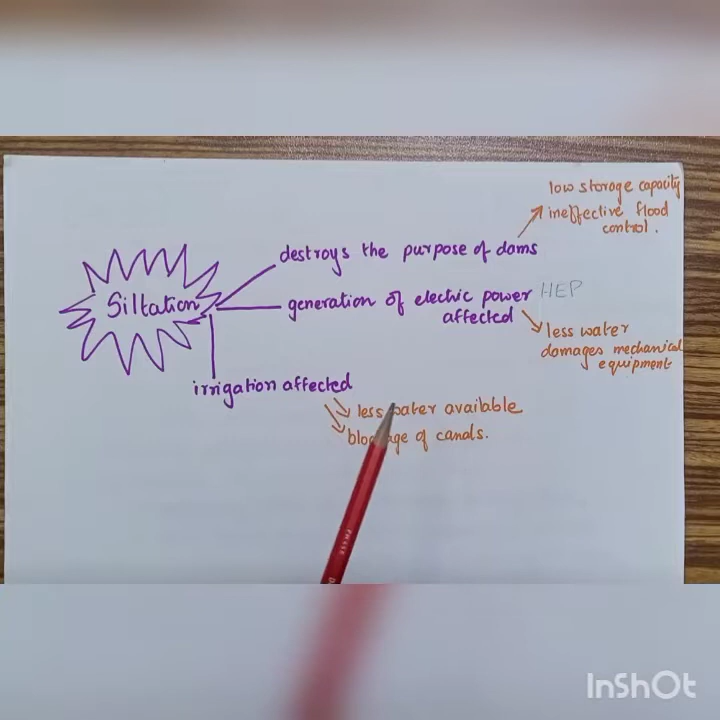 low storage capacity
ineffective flood
control.
destroys the purpose of dams
Siltation
generation of electric power HEP
affected
less water
damages mechanical
equipment
irrigation affected
less water available
blockage of canals.
InShOt